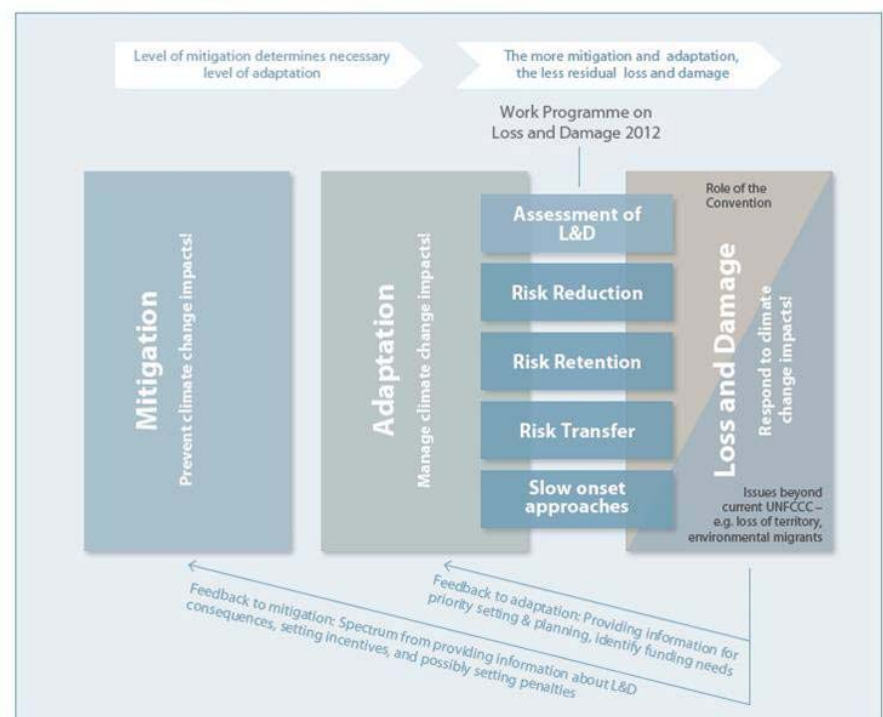 Level of mitigation determines necessary
level of adaptation
The more mitigation and adaptation,
the less residual loss and damage
Work Programme on
Loss and Damage 2012
Mitigation
Prevent climate change impacts!
Adaptation
Manage climate change impacts!
Assessment of
L&D
Risk Reduction
Risk Retention
Risk Transfer
Slow onset
approaches
Role of the
Convention
Loss and Damage
Respond to climate
change impacts!
Issues beyond
current UNFCCC –
e.g. loss of territory,
environmental migrants
Feedback to adaptation: Providing information for
priority setting & planning, identify funding needs
Feedback to mitigation: Spectrum from providing information about L&D
consequences, setting incentives, and possibly setting penalties